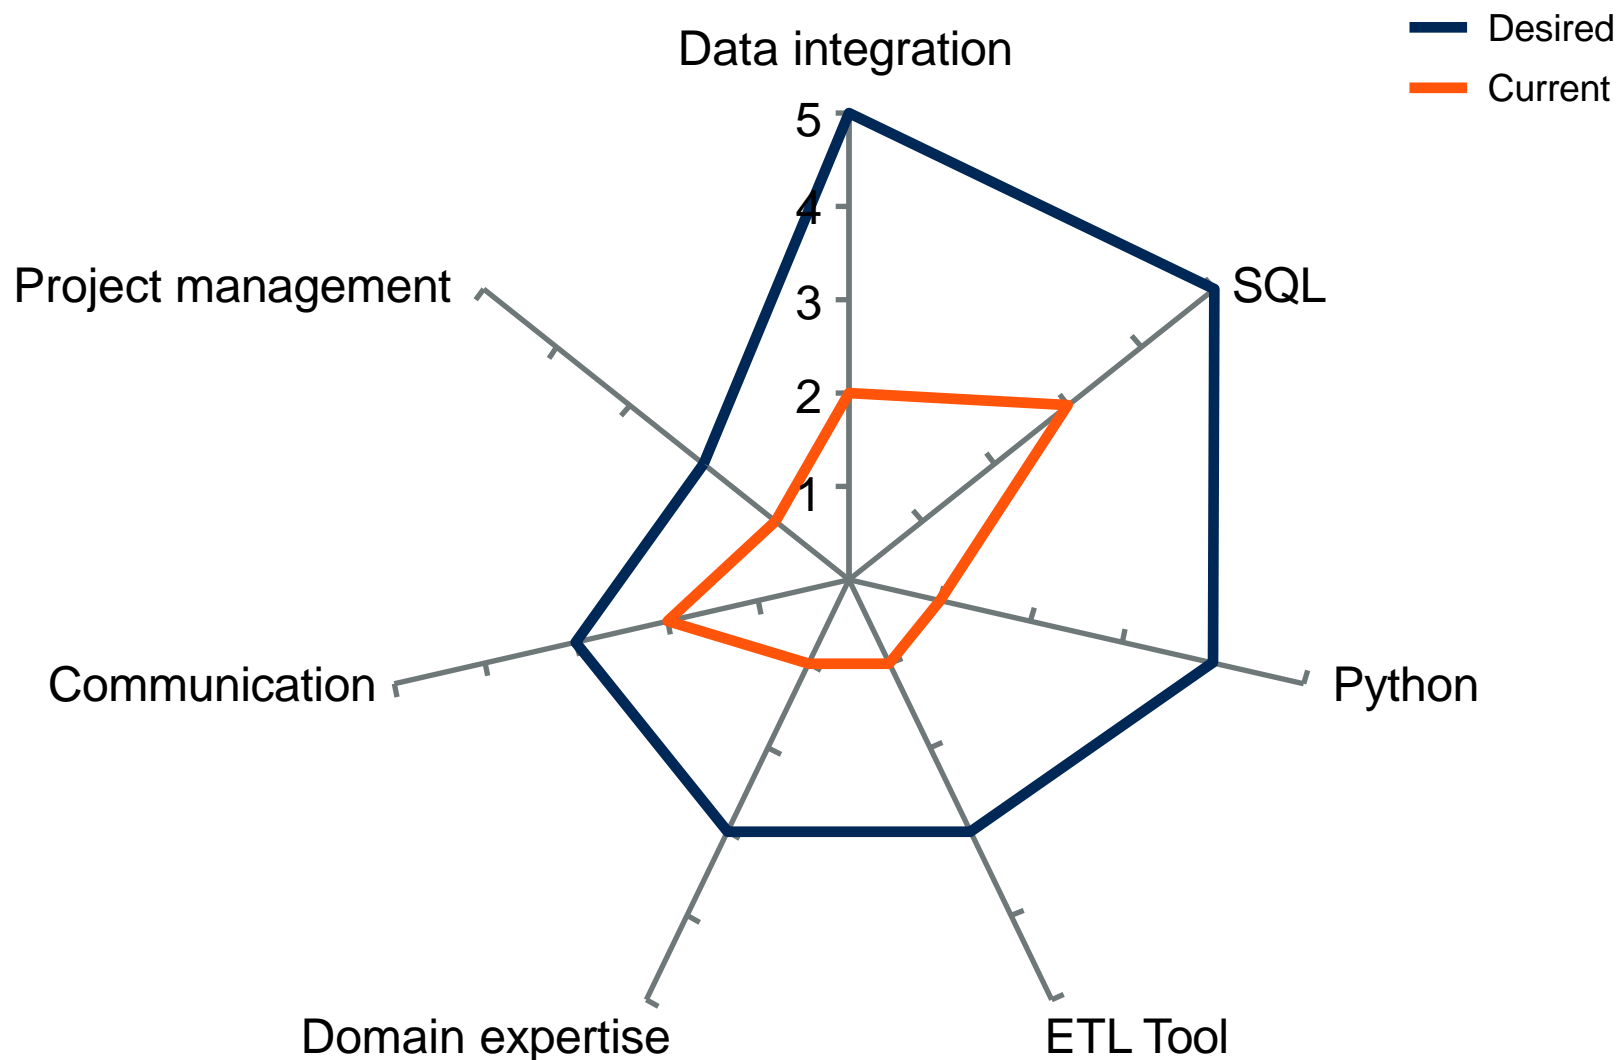 Desired
Current
Data integration
5
4
3
2
1
Project management
SQL
Communication
Python
Domain expertise
ETL Tool